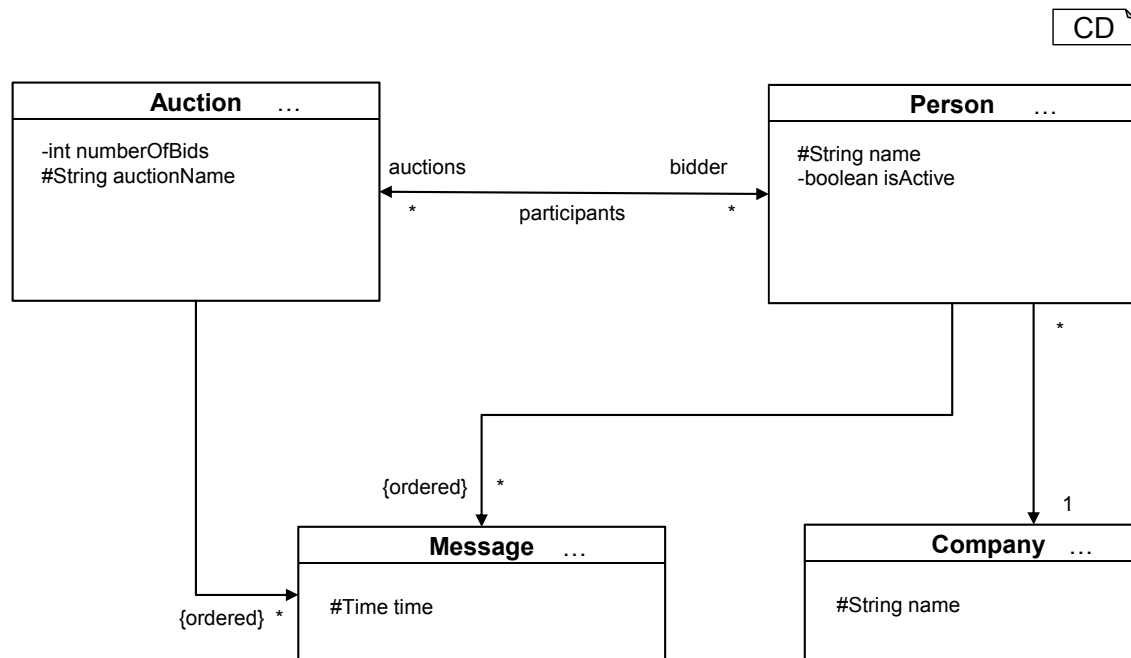 CD
Auction ...
-int numberOfBids
#String auctionName
Person ...
#String name
-boolean isActive
auctions
bidder
*
participants
*
*
{ordered} *
1
Message ...
#Time time
{ordered} *
Company ...
#String name